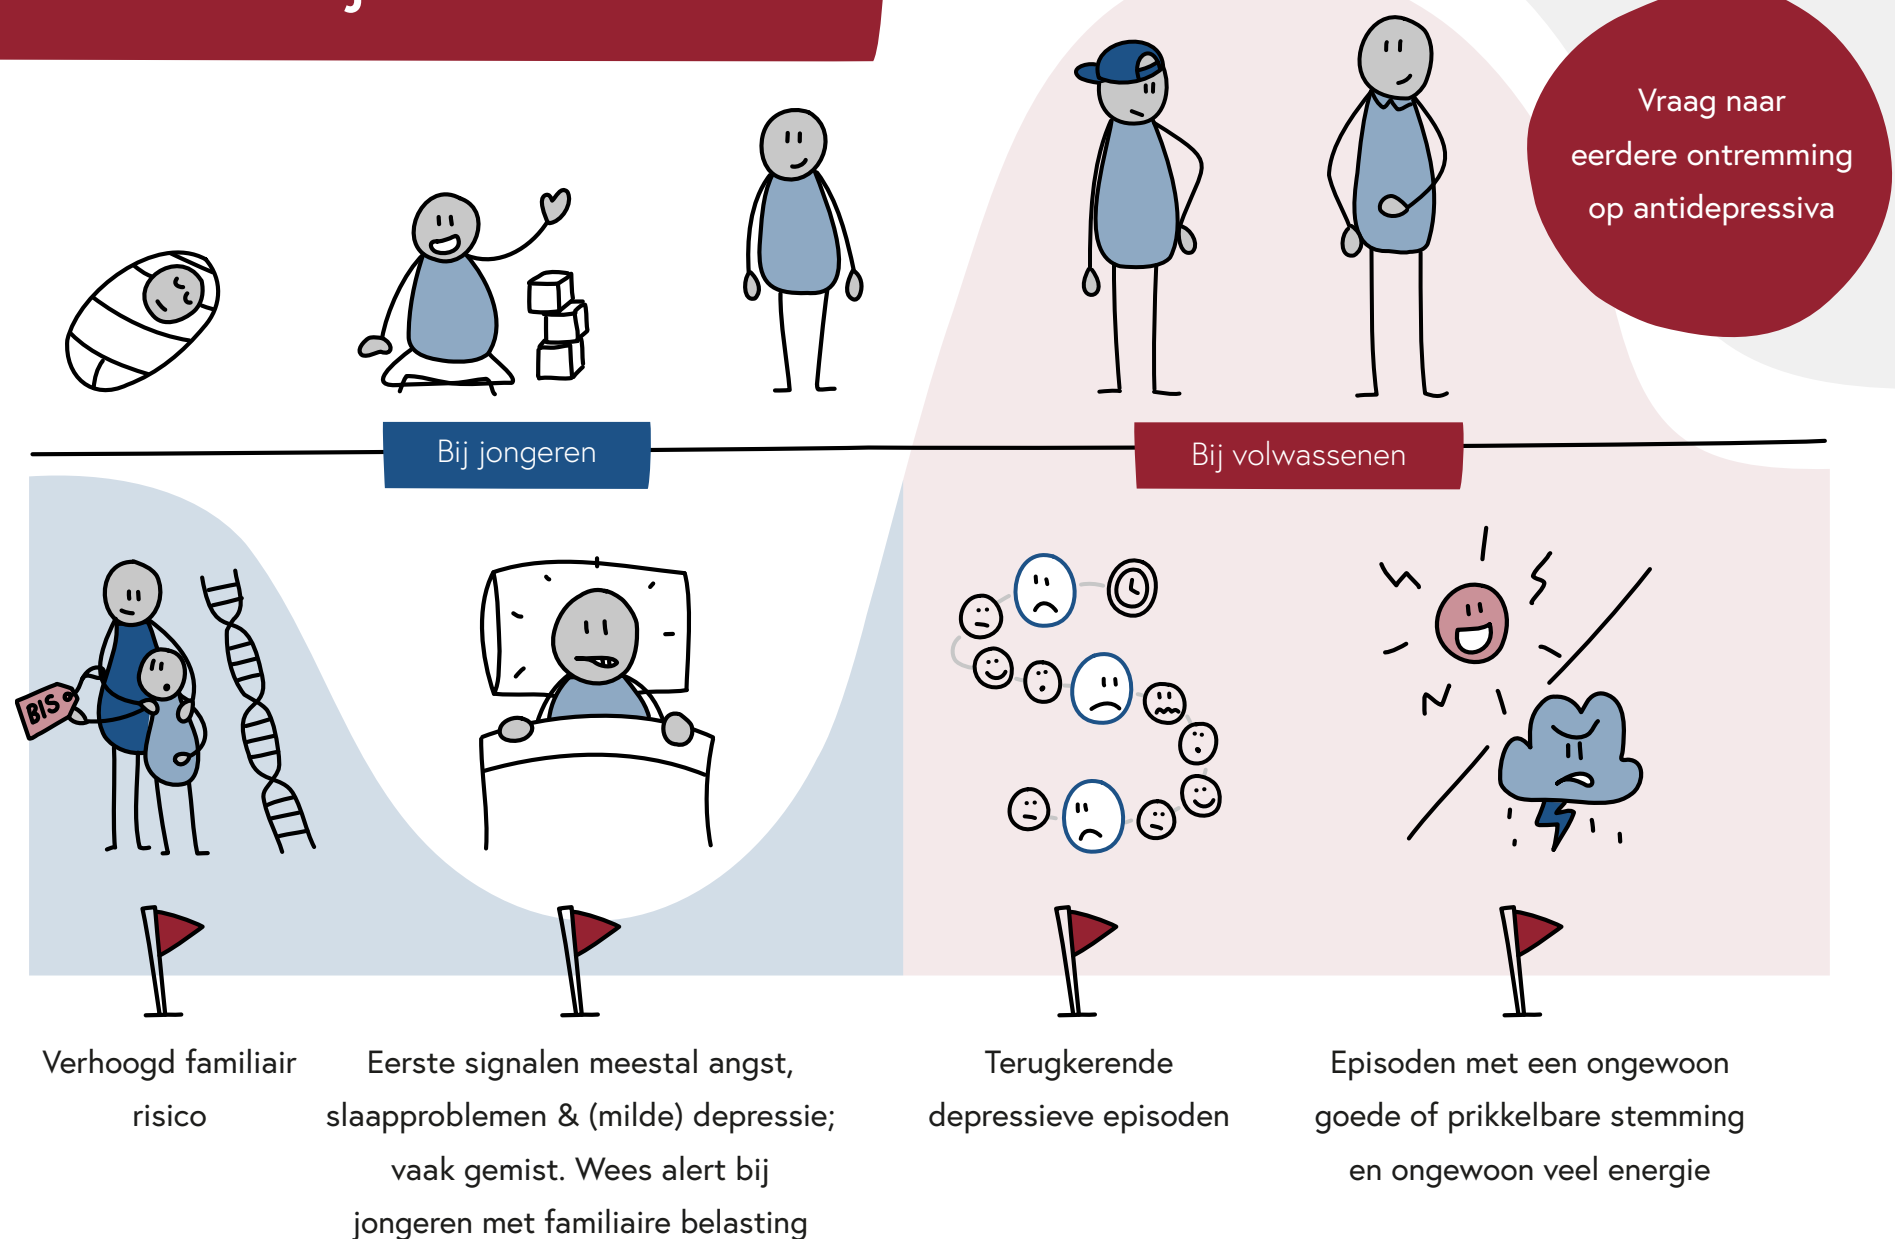 Vraag naar
eerdere ontremming
op antidepressiva
Bij jongeren
Bij volwassenen
BIS
Verhoogd familiair
risico
Eerste signalen meestal angst,
slaapproblemen & (milde) depressie;
vaak gemist. Wees alert bij
jongeren met familiaire belasting
Terugkerende
depressieve episoden
Episoden met een ongewoon
goede of prikkelbare stemming
en ongewoon veel energie